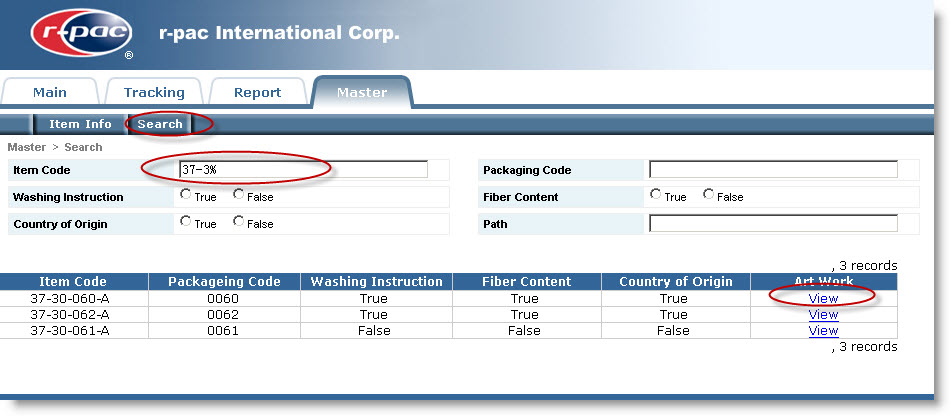 r-pac ® r-pac International Corp.
Main Tracking Report Master
Item Info Search
Master > Search
Item Code 37-3% Packaging Code
Washing Instruction True False Fiber Content True False
Country of Origin True False Path
, 3 records
Item Code Packageing Code Washing Instruction Fiber Content Country of Origin Art Work
37-30-060-A 0060 True True True View
37-30-062-A 0062 True True True View
37-30-061-A 0061 False False False View
, 3 records